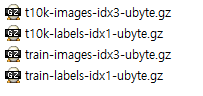 t10k-images-idx3-ubyte.gz
t10k-labels-idx1-ubyte.gz
train-images-idx3-ubyte.gz
train-labels-idx1-ubyte.gz